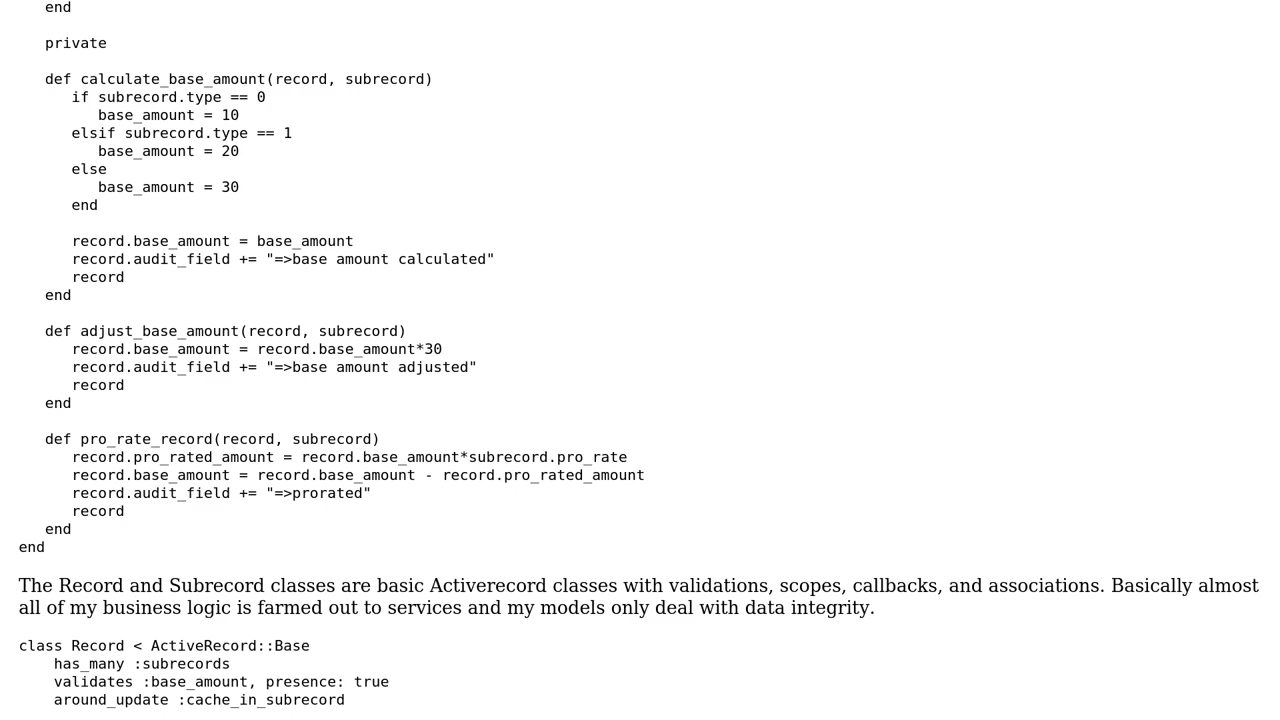 end
private
def calculate_base_amount(record, subrecord)
if subrecord.type == 0
base_amount = 10
elsif subrecord.type == 1
base_amount = 20
else
base_amount = 30
end
record.base_amount = base_amount
record.audit_field += "=>base amount calculated"
record
end
def adjust_base_amount(record, subrecord)
record.base_amount = record.base_amount*30
record.audit_field += "=>base amount adjusted"
record
end
def pro_rate_record(record, subrecord)
record.pro_rated_amount = record.base_amount*subrecord.pro_rate
record.base_amount = record.base_amount - record.pro_rated_amount
record.audit_field += "=>prorated"
record
end
end
The Record and Subrecord classes are basic Activerecord classes with validations, scopes, callbacks, and associations. Basically almost
all of my business logic is farmed out to services and my models only deal with data integrity.
class Record < ActiveRecord::Base
has_many :subrecords
validates :base_amount, presence: true
around_update :cache_in_subrecord